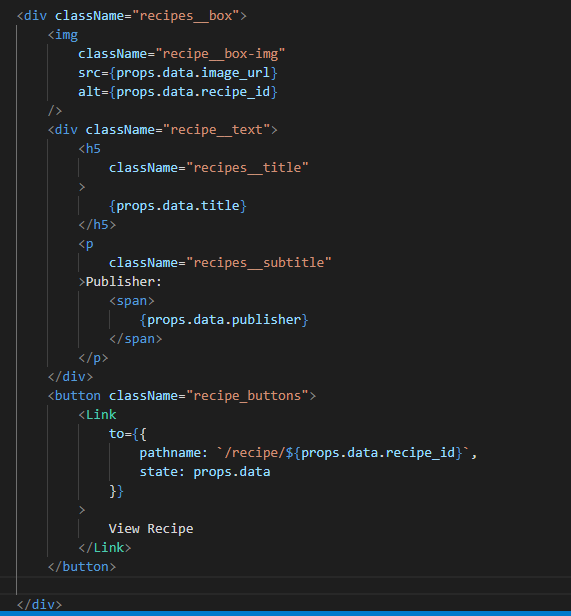 <div className="recipes__box">
    <img
        className="recipe__box-img"
        src={props.data.image_url}
        alt={props.data.recipe_id}
    />
    <div className="recipe__text">
        <h5
            className="recipes__title"
        >
            {props.data.title}
        </h5>
        <p
            className="recipes__subtitle"
        >Publisher:
            <span>
                {props.data.publisher}
            </span>
        </p>
    </div>
    <button className="recipe_buttons">
        <Link
            to={{
                pathname: `/recipe/${props.data.recipe_id}`,
                state: props.data
            }}
        >
            View Recipe
        </Link>
    </button>
</div>